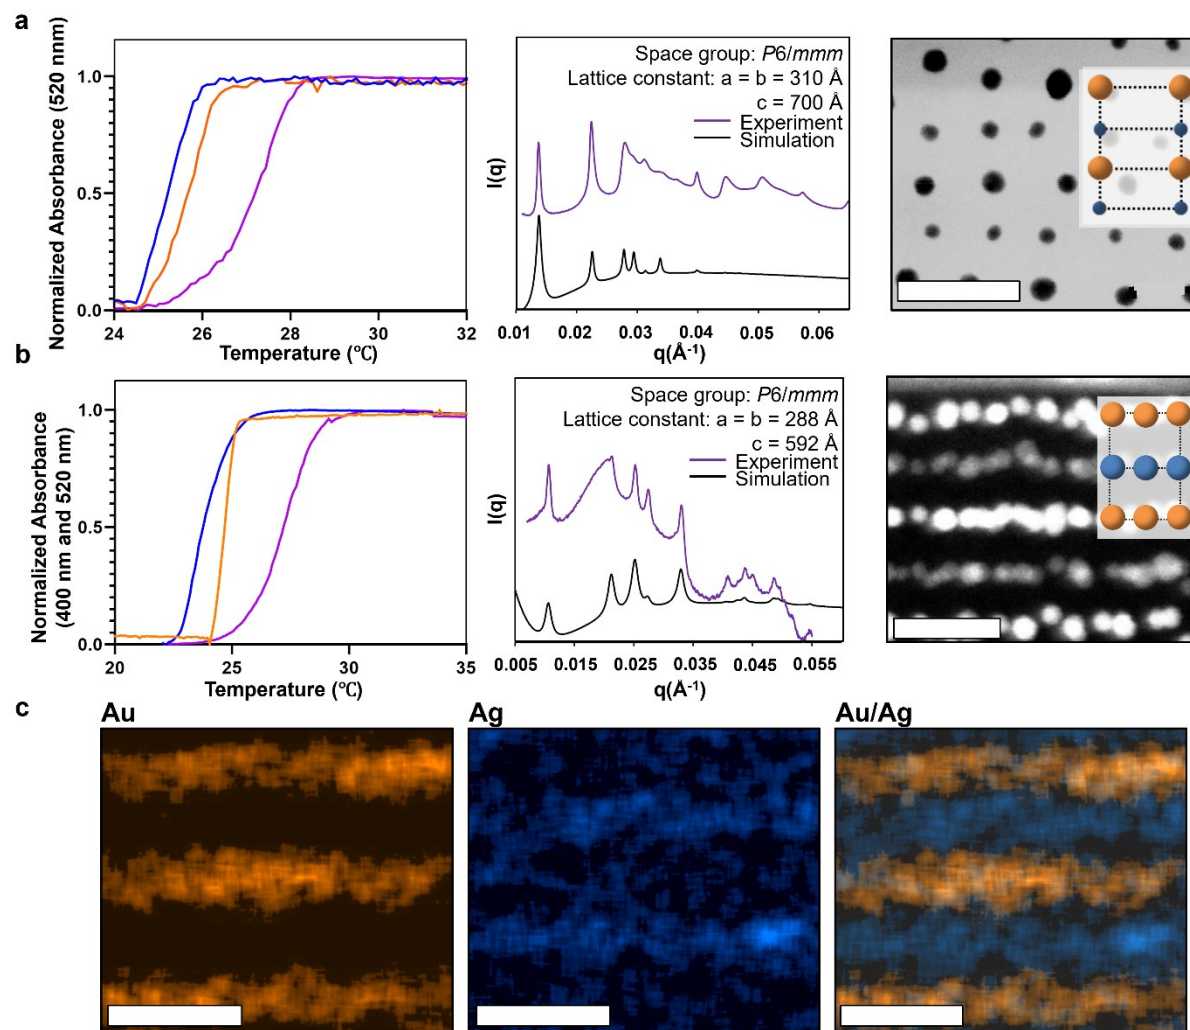 a
Normalized Absorbance (520 nnm)
1.0
0.5
0.0
24 26 28 30 32
Temperature (℃)
Space group: P6/mmm
Lattice constant: a = b = 310 Å
c = 700 Å
Experiment
Simulation
I(q)
0.01 0.02 0.03 0.04 0.05 0.06
q(Å-1)
b
Normalized Absorbance
(400 nm and 520 nm)
1.0
0.5
0.0
20 25 30 35
Temperature (℃)
Space group: P6/mmm
Lattice constant: a = b = 288 Å
c = 592 Å
Experiment
Simulation
I(q)
0.005 0.015 0.025 0.035 0.045 0.055
q(Å-1)
c
Au
Ag
Au/Ag